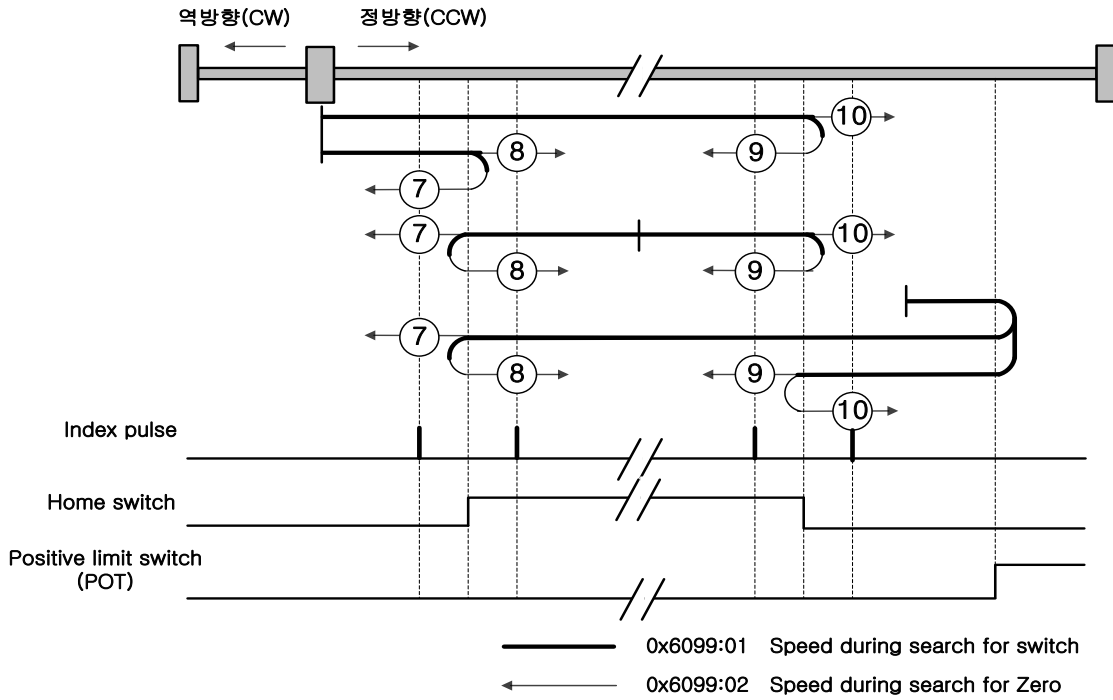 역방향(CW) 정방향(CCW)
10
8 9
7
7 10
8 9
7
8 9
10
Index pulse
Home switch
Positive limit switch
(POT)
0x6099:01 Speed during search for switch
0x6099:02 Speed during search for Zero